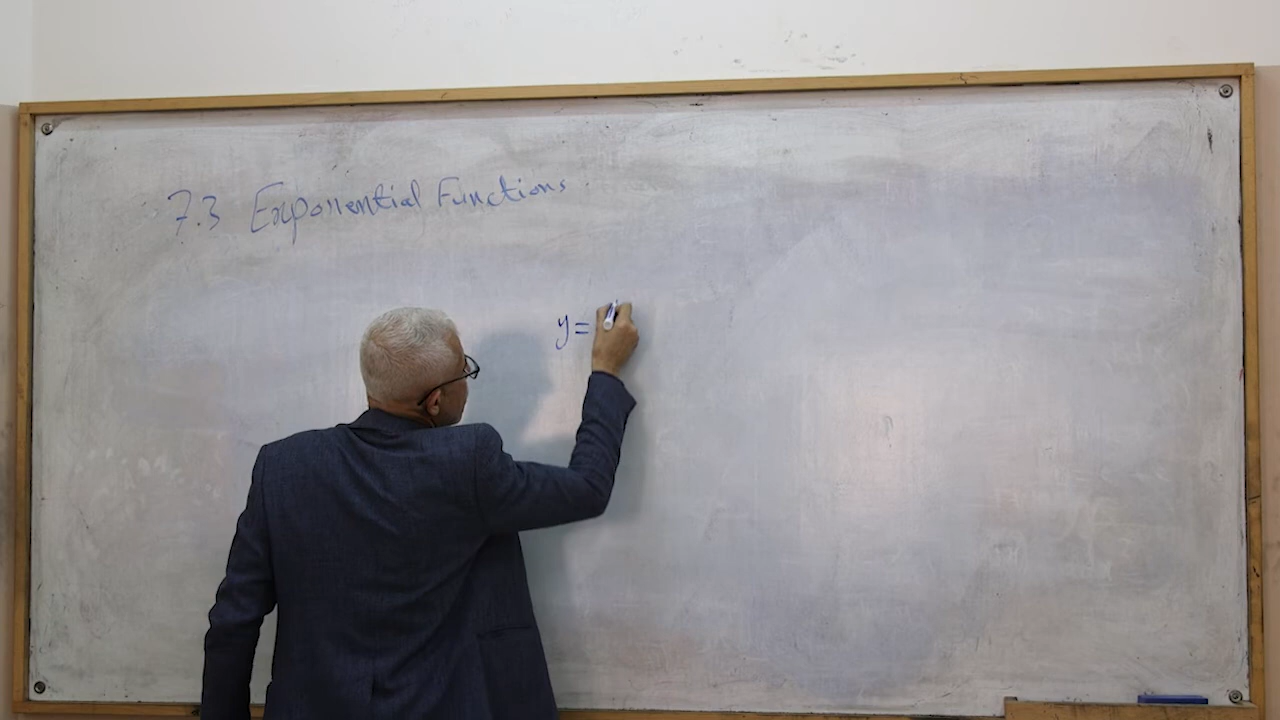 7.3 Exponential Functions
y =